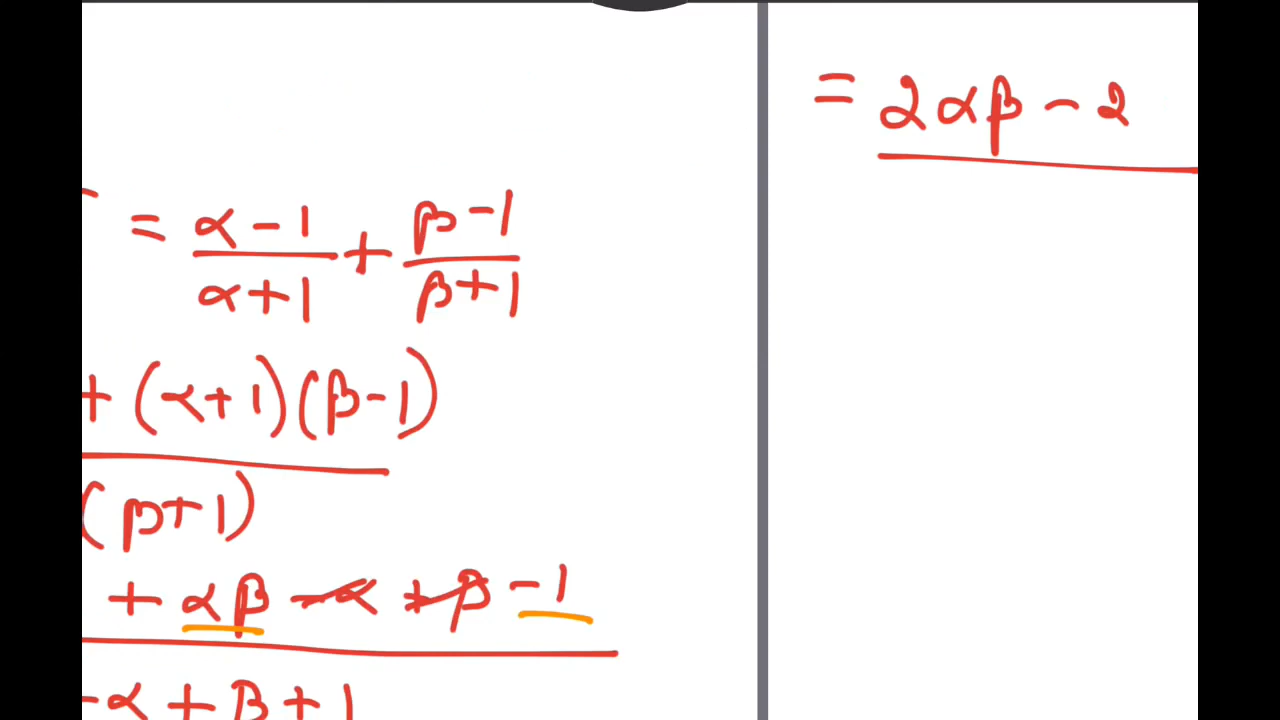 = α - 1 / α + 1 + β - 1 / β + 1
+ (α + 1)(β - 1)
(β + 1)
+ αβ - α + β - 1
- α + β + 1
= 2αβ - 2